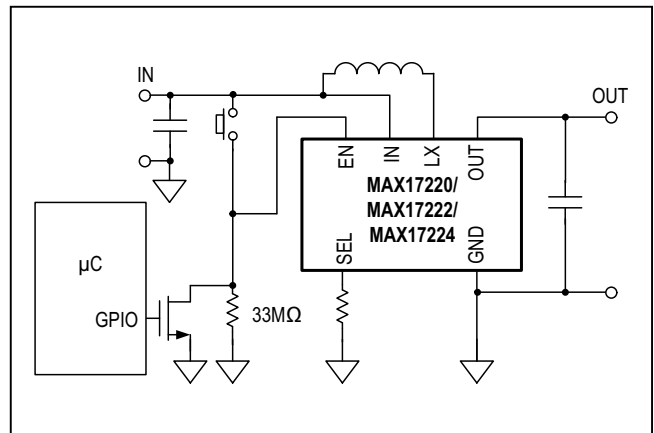 IN
OUT
EN
IN
LX
OUT
MAX17220/
MAX17222/
MAX17224
SEL
GND
µC
GPIO
33MΩ